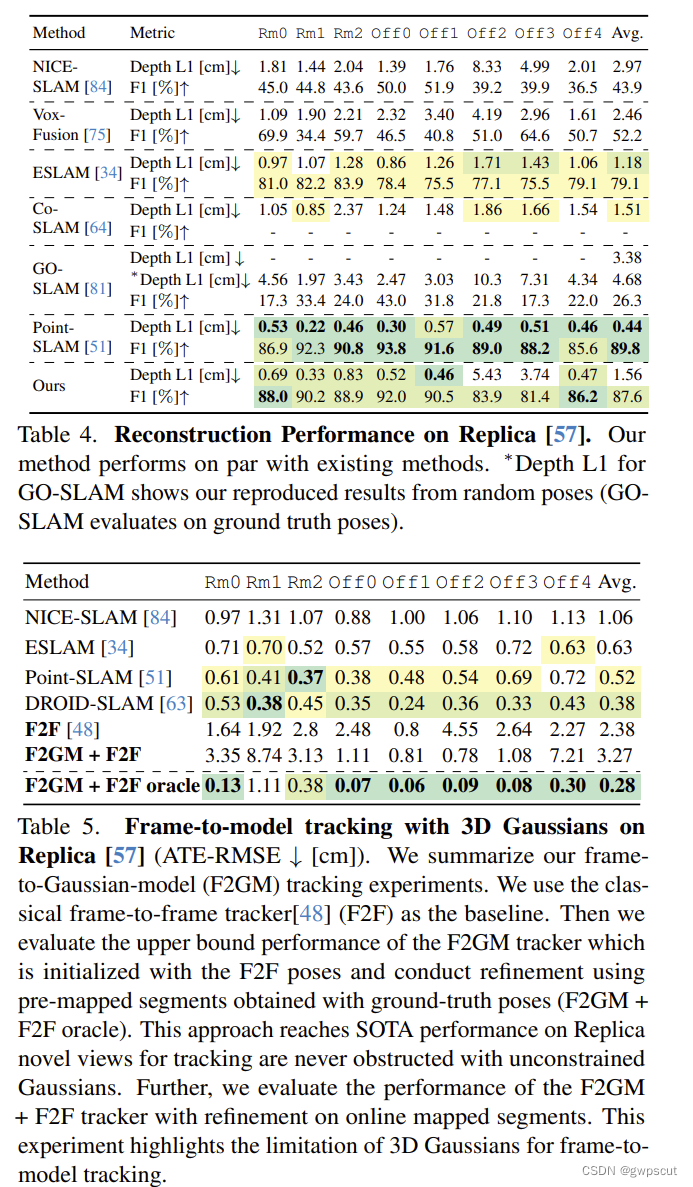 Method Metric Rm0 Rm1 Rm2 Off0 Off1 Off2 Off3 Off4 Avg.
NICE- Depth L1 [cm]↓ 1.81 1.44 2.04 1.39 1.76 8.33 4.99 2.01 2.97
SLAM [84] F1 [%]↑ 45.0 44.8 43.6 50.0 51.9 39.2 39.9 36.5 43.9
Vox- Depth L1 [cm]↓ 1.09 1.90 2.21 2.32 3.40 4.19 2.96 1.61 2.46
Fusion [75] F1 [%]↑ 69.9 34.4 59.7 46.5 40.8 51.0 64.6 50.7 52.2
ESLAM [34] Depth L1 [cm]↓ 0.97 1.07 1.28 0.86 1.26 1.71 1.43 1.06 1.18
F1 [%]↑ 81.0 82.2 83.9 78.4 75.5 77.1 75.5 79.1 79.1
Co- Depth L1 [cm]↓ 1.05 0.85 2.37 1.24 1.48 1.86 1.66 1.54 1.51
SLAM [64] F1 [%]↑ - - - - - - - - -
Depth L1 [cm] ↓ 3.38
GO- *Depth L1 [cm]↓ 4.56 1.97 3.43 2.47 3.03 10.3 7.31 4.34 4.68
SLAM [81] F1 [%]↑ 17.3 33.4 24.0 43.0 31.8 21.8 17.3 22.0 26.3
Point- Depth L1 [cm]↓ 0.53 0.22 0.46 0.30 0.57 0.49 0.51 0.46 0.44
SLAM [51] F1 [%]↑ 86.9 92.3 90.8 93.8 91.6 89.0 88.2 85.6 89.8
Ours Depth L1 [cm]↓ 0.69 0.33 0.83 0.52 0.46 5.43 3.74 0.47 1.56
F1 [%]↑ 88.0 90.2 88.9 92.0 90.5 83.9 81.4 86.2 87.6
Table 4. Reconstruction Performance on Replica [57]. Our
method performs on par with existing methods. *Depth L1 for
GO-SLAM shows our reproduced results from random poses (GO-
SLAM evaluates on ground truth poses).
Method Rm0 Rm1 Rm2 Off0 Off1 Off2 Off3 Off4 Avg.
NICE-SLAM [84] 0.97 1.31 1.07 0.88 1.00 1.06 1.10 1.13 1.06
ESLAM [34] 0.71 0.70 0.52 0.57 0.55 0.58 0.72 0.63 0.63
Point-SLAM [51] 0.61 0.41 0.37 0.38 0.48 0.54 0.69 0.72 0.52
DROID-SLAM [63] 0.53 0.38 0.45 0.35 0.24 0.36 0.33 0.43 0.38
F2F [48] 1.64 1.92 2.8 2.48 0.8 4.55 2.64 2.27 2.38
F2GM + F2F 3.35 8.74 3.13 1.11 0.81 0.78 1.08 7.21 3.27
F2GM + F2F oracle 0.13 1.11 0.38 0.07 0.06 0.09 0.08 0.30 0.28
Table 5. Frame-to-model tracking with 3D Gaussians on
Replica [57] (ATE-RMSE ↓ [cm]). We summarize our frame-
to-Gaussian-model (F2GM) tracking experiments. We use the clas-
sical frame-to-frame tracker[48] (F2F) as the baseline. Then we
evaluate the upper bound performance of the F2GM tracker which
is initialized with the F2F poses and conduct refinement using
pre-mapped segments obtained with ground-truth poses (F2GM +
F2F oracle). This approach reaches SOTA performance on Replica
novel views for tracking are never obstructed with unconstrained
Gaussians. Further, we evaluate the performance of the F2GM
+ F2F tracker with refinement on online mapped segments. This
experiment highlights the limitation of 3D Gaussians for frame-to-
model tracking.
CSDN @gwpscut